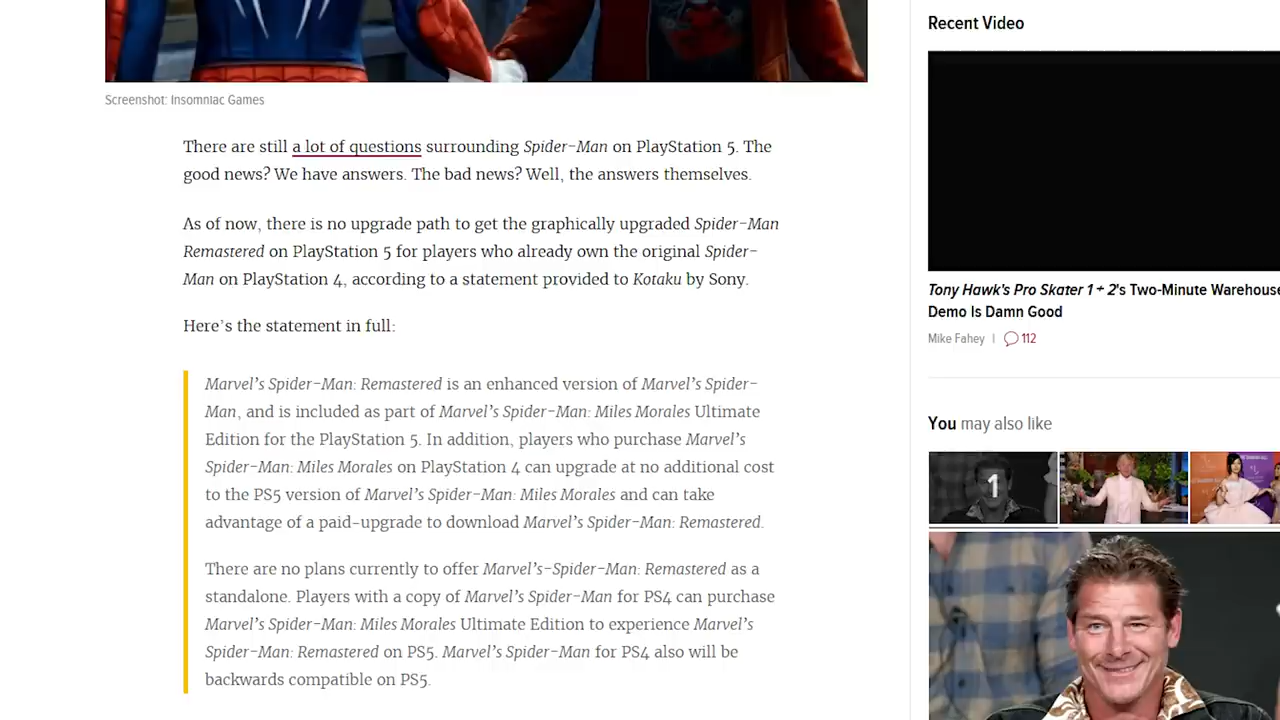 Screenshot: Insomniac Games
There are still a lot of questions surrounding Spider-Man on PlayStation 5. The
good news? We have answers. The bad news? Well, the answers themselves.
As of now, there is no upgrade path to get the graphically upgraded Spider-Man
Remastered on PlayStation 5 for players who already own the original Spider-
Man on PlayStation 4, according to a statement provided to Kotaku by Sony.
Here's the statement in full:
Marvel's Spider-Man: Remastered is an enhanced version of Marvel's Spider-
Man, and is included as part of Marvel's Spider-Man: Miles Morales Ultimate
Edition for the PlayStation 5. In addition, players who purchase Marvel's
Spider-Man: Miles Morales on PlayStation 4 can upgrade at no additional cost
to the PS5 version of Marvel's Spider-Man: Miles Morales and can take
advantage of a paid-upgrade to download Marvel's Spider-Man: Remastered.
There are no plans currently to offer Marvel's-Spider-Man: Remastered as a
standalone. Players with a copy of Marvel's Spider-Man for PS4 can purchase
Marvel's Spider-Man: Miles Morales Ultimate Edition to experience Marvel's
Spider-Man: Remastered on PS5. Marvel's Spider-Man for PS4 also will be
backwards compatible on PS5.
Recent Video
Tony Hawk's Pro Skater 1 + 2's Two-Minute Warehouse
Demo Is Damn Good
Mike Fahey | 112
You may also like
1